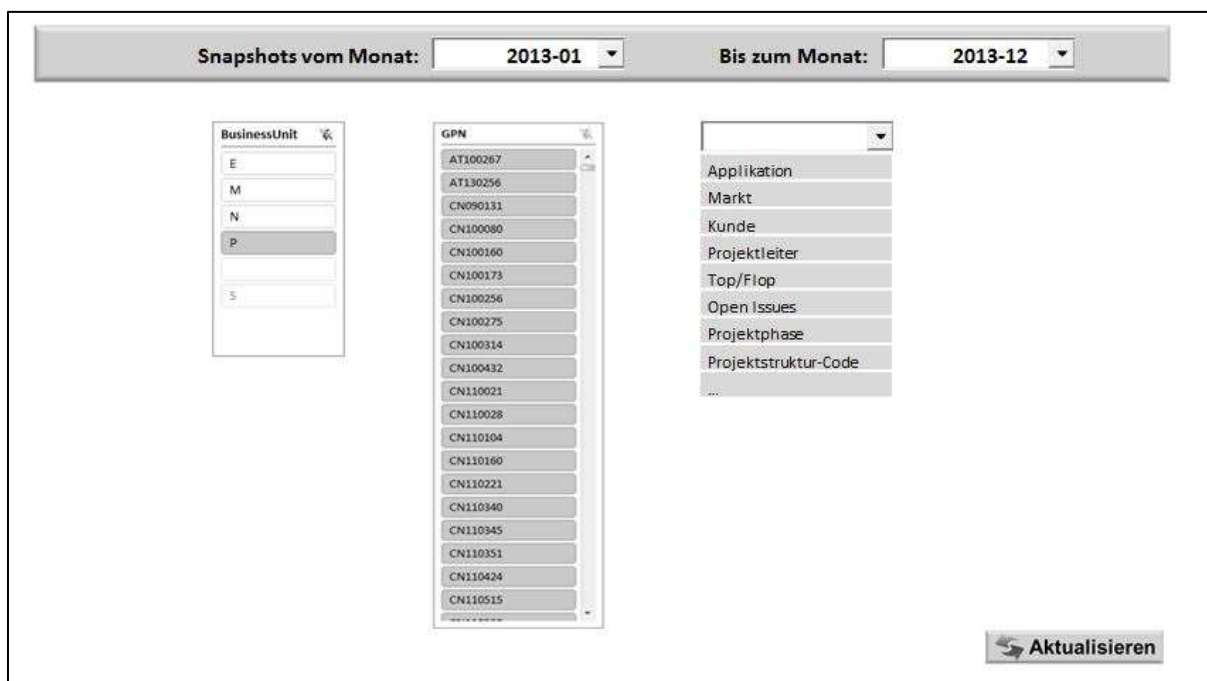 Snapshots vom Monat: 2013-01 Bis zum Monat: 2013-12
BusinessUnit
E
M
N
P
S
GPN
AT100267
AT130256
CN090131
CN100080
CN100160
CN100173
CN100256
CN100275
CN100314
CN100432
CN110021
CN110028
CN110104
CN110160
CN110221
CN110340
CN110345
CN110351
CN110424
CN110515
Applikation
Markt
Kunde
Projektleiter
Top/Flop
Open Issues
Projektphase
Projektstruktur-Code
...
Aktualisieren